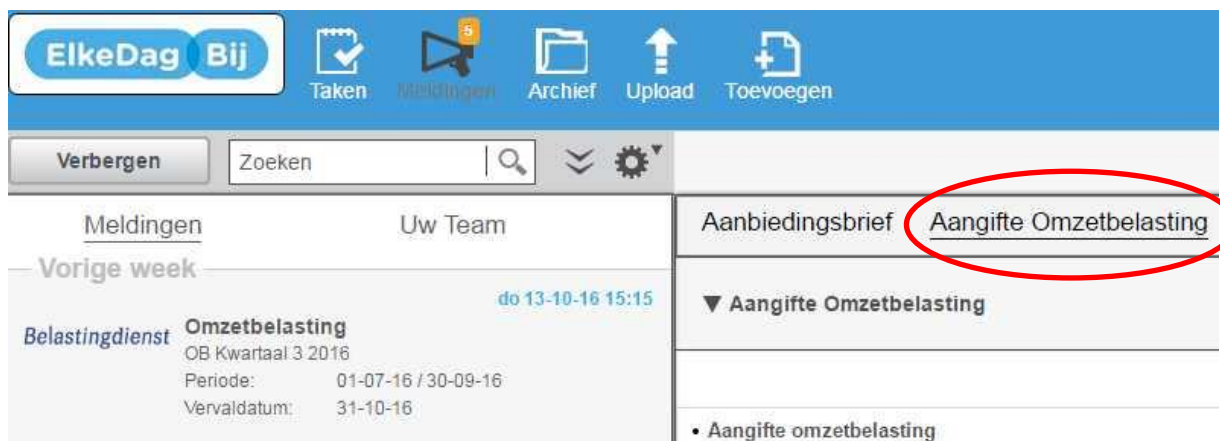 ElkeDag Bij
5
Taken Meldingen Archief Upload Toevoegen
Verbergen Zoeken
Meldingen Uw Team
Vorige week
do 13-10-16 15:15
Belastingdienst Omzetbelasting
OB Kwartaal 3 2016
Periode: 01-07-16 / 30-09-16
Vervaldatum: 31-10-16
Aanbiedingsbrief Aangifte Omzetbelasting
▼ Aangifte Omzetbelasting
• Aangifte omzetbelasting